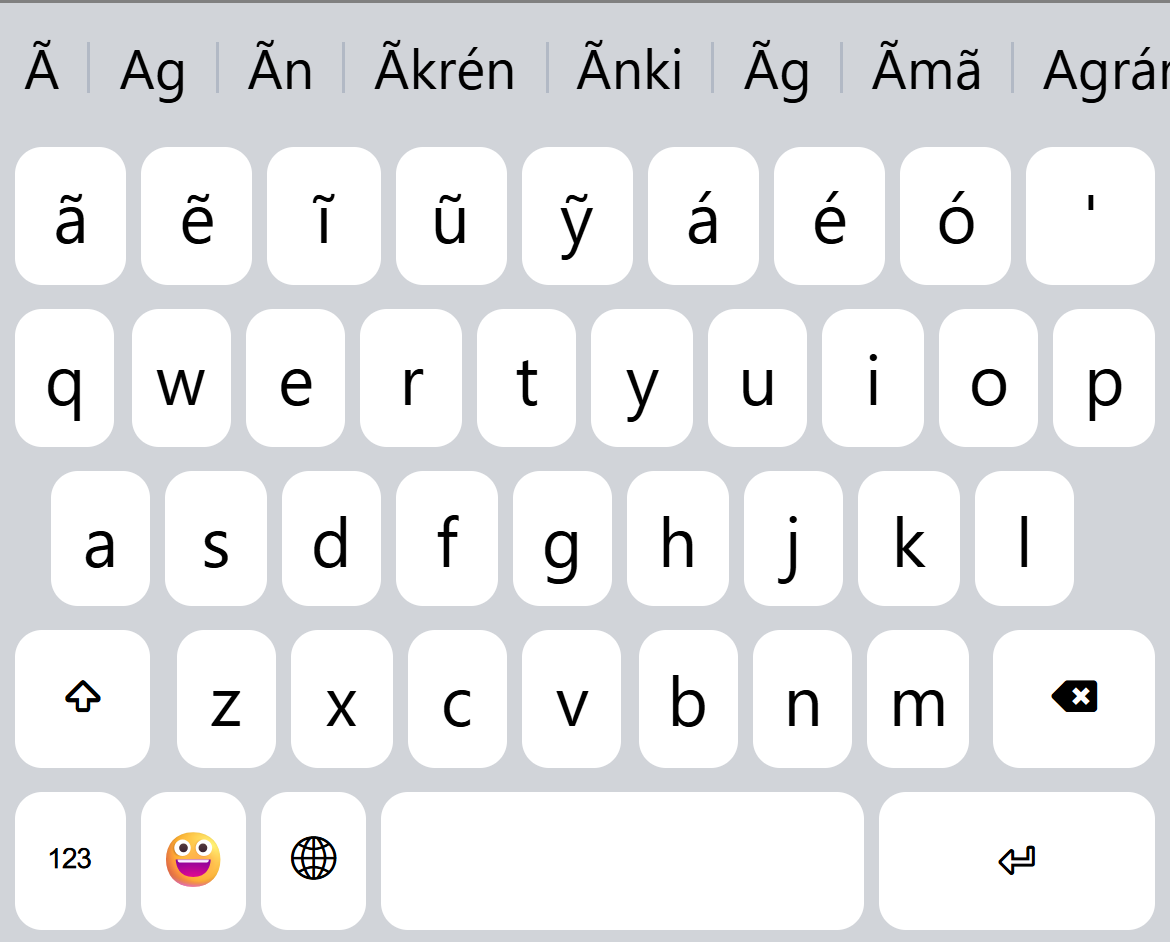 Ã Ag Ãn Ãkrén Ãnki Ãg Ãmã
ã ẽ ĩ ũ ỹ á é ó '
q w e r t y u i o p
a s d f g h j k l
z x c v b n m
123